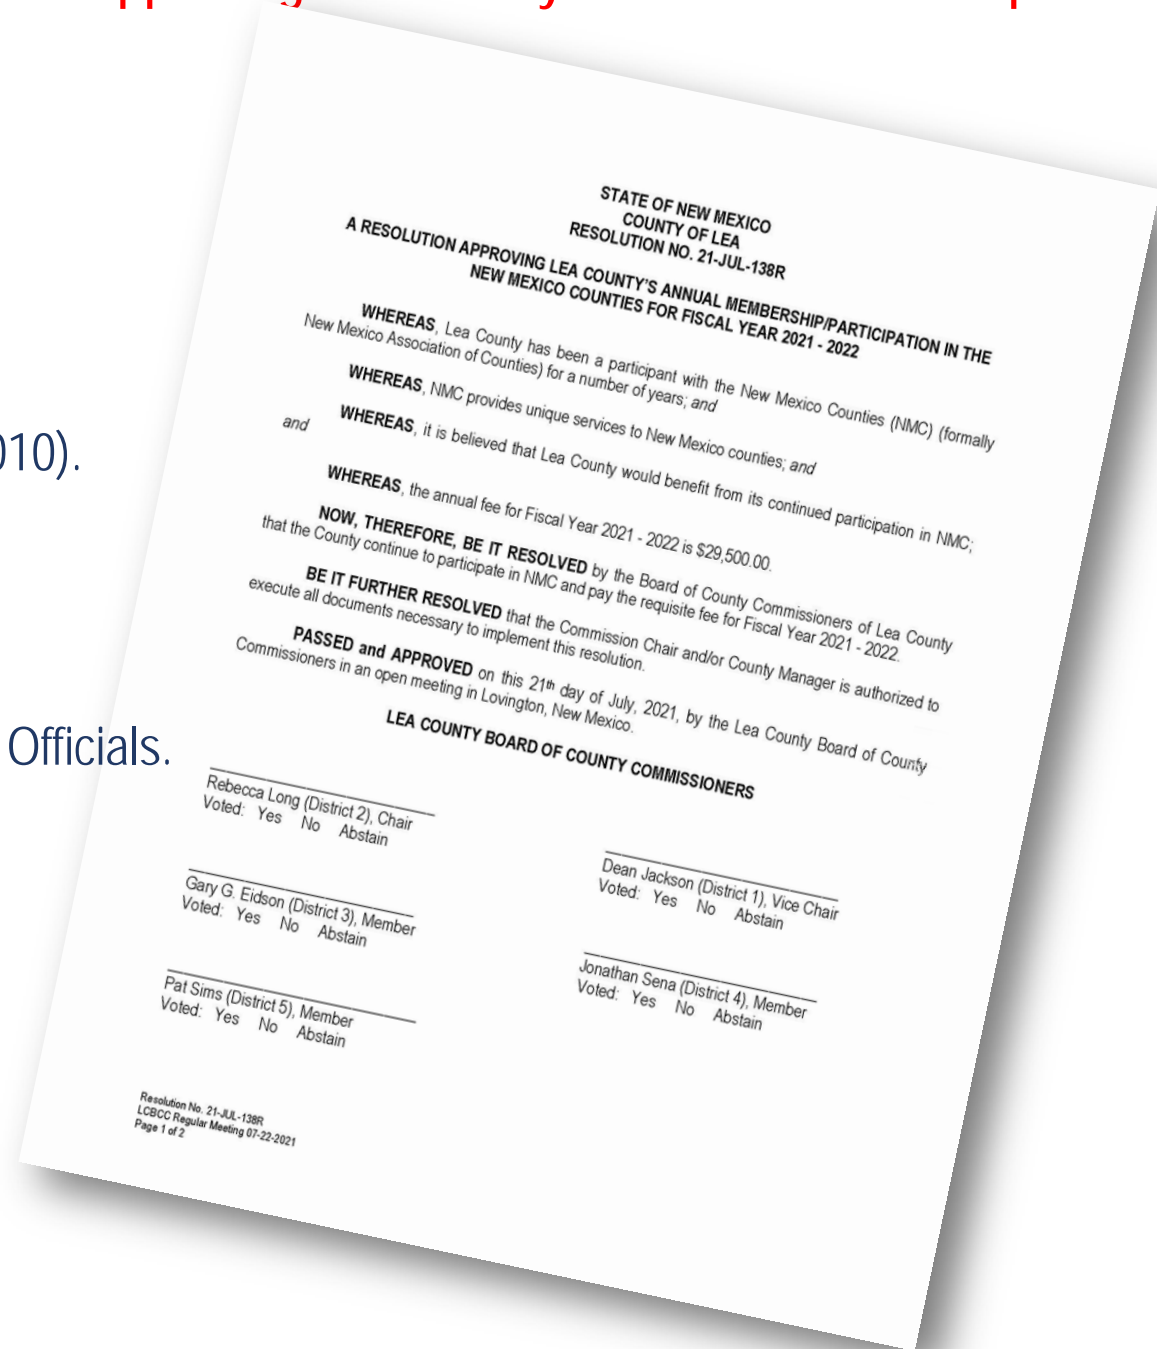 STATE OF NEW MEXICO
COUNTY OF LEA
RESOLUTION NO. 21-JUL-138R
A RESOLUTION APPROVING LEA COUNTY'S ANNUAL MEMBERSHIP/PARTICIPATION IN THE
NEW MEXICO COUNTIES FOR FISCAL YEAR 2021 - 2022
WHEREAS, Lea County has been a participant with the New Mexico Counties (NMC) (formally
New Mexico Association of Counties) for a number of years; and
WHEREAS, NMC provides unique services to New Mexico counties; and
WHEREAS, it is believed that Lea County would benefit from its continued participation in NMC;
and
WHEREAS, the annual fee for Fiscal Year 2021 - 2022 is $29,500.00.
NOW, THEREFORE, BE IT RESOLVED by the Board of County Commissioners of Lea County
that the County continue to participate in NMC and pay the requisite fee for Fiscal Year 2021 - 2022.
BE IT FURTHER RESOLVED that the Commission Chair and/or County Manager is authorized to
execute all documents necessary to implement this resolution.
PASSED and APPROVED on this 21th day of July, 2021, by the Lea County Board of County
Commissioners in an open meeting in Lovington, New Mexico.
LEA COUNTY BOARD OF COUNTY COMMISSIONERS
Rebecca Long (District 2), Chair
Voted: Yes No Abstain
Dean Jackson (District 1), Vice Chair
Voted: Yes No Abstain
Gary G. Eidson (District 3), Member
Voted: Yes No Abstain
Jonathan Sena (District 4), Member
Voted: Yes No Abstain
Pat Sims (District 5), Member
Voted: Yes No Abstain
Resolution No. 21-JUL-138R
LCBCC Regular Meeting 07-22-2021
Page 1 of 2
010).
Officials.